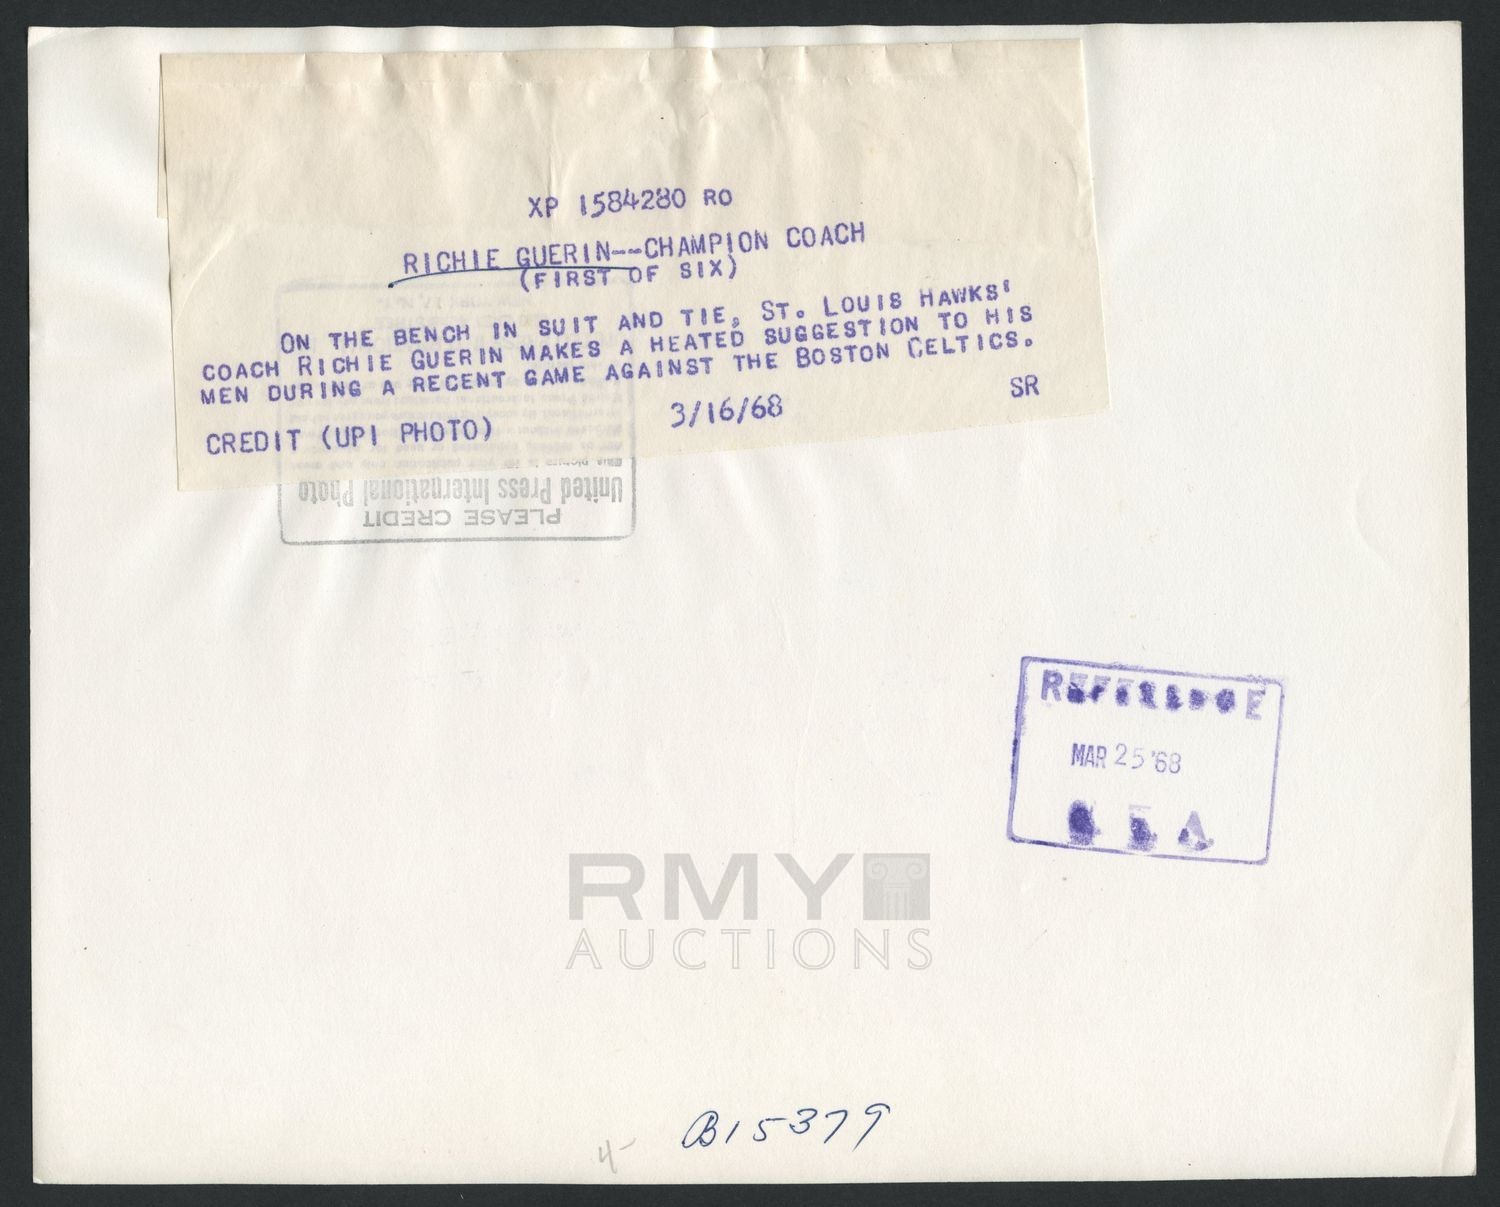 XP 1584280 RO
RICHIE GUERIN--CHAMPION COACH
(FIRST OF SIX)
ON THE BENCH IN SUIT AND TIE, ST. LOUIS HAWKS'
COACH RICHIE GUERIN MAKES A HEATED SUGGESTION TO HIS
MEN DURING A RECENT GAME AGAINST THE BOSTON CELTICS.
SR
CREDIT (UPI PHOTO) 3/16/68
United Press International Photo
PLEASE CREDIT
MAR 25 '68
RMY
AUCTIONS
B15379
4-